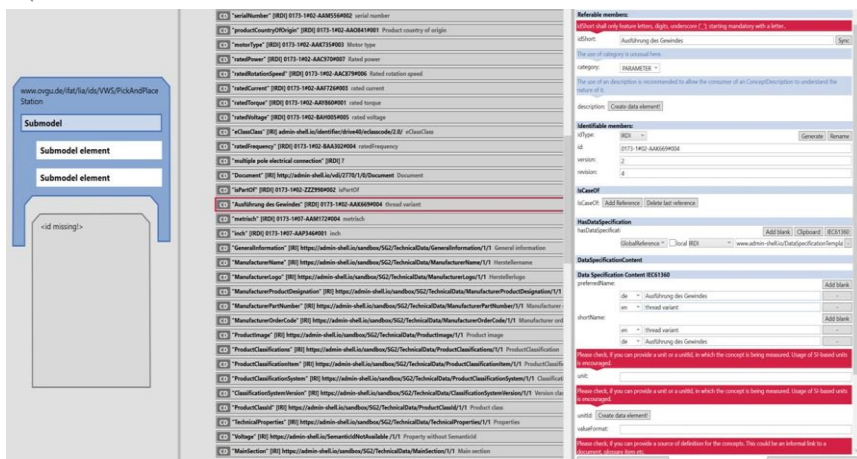 www.ovgu.de/ifat/lia/ids/VWS/PickAndPlace
Station
Submodel
Submodel element
Submodel element
<id missing!>
"serialNumber" [IRDI] 0173-1#02-AAM556#002 serial number
"productCountryOfOrigin" [IRDI] 0173-1#02-AAO841#001 Product country of origin
"motorType" [IRDI] 0173-1#02-AAK735#003 Motor type
"ratedPower" [IRDI] 0173-1#02-AAC970#007 Rated power
"ratedRotationSpeed" [IRDI] 0173-1#02-AAC879#006 Rated rotation speed
"ratedCurrent" [IRDI] 0173-1#02-AAF726#003 rated current
"ratedTorque" [IRDI] 0173-1#02-AAF860#001 rated torque
"ratedVoltage" [IRDI] 0173-1#02-BAH005#005 rated voltage
"eClassClass" [IRI] admin-shell.io/identifier/drive40/eclasscode/2.0/ eClassClass
"ratedFrequency" [IRDI] 0173-1#02-BAA302#004 ratedFrequency
"multiple pole electrical connection" [IRDI] ?
"Document" [IRI] http://admin-shell.io/vdi/2770/1/0/Document Document
"isPartOf" [IRDI] 0173-1#02-ZZZ998#002 isPartOf
"Ausführung des Gewindes" [IRDI] 0173-1#02-AAK669#004 thread variant
"metrisch" [IRDI] 0173-1#07-AAM172#004 metrisch
"inch" [IRDI] 0173-1#07-AAP346#001 inch
"GeneralInformation" [IRI] https://admin-shell.io/sandbox/SG2/TechnicalData/GeneralInformation/1/1 General information
"ManufacturerName" [IRI] https://admin-shell.io/sandbox/SG2/TechnicalData/ManufacturerName/1/1 Herstellername
"ManufacturerLogo" [IRI] https://admin-shell.io/sandbox/SG2/TechnicalData/ManufacturerLogo/1/1 Herstellerlogo
"ManufacturerProductDesignation" [IRI] https://admin-shell.io/sandbox/SG2/TechnicalData/ManufacturerProductDesignation/1/1
"ManufacturerPartNumber" [IRI] https://admin-shell.io/sandbox/SG2/TechnicalData/ManufacturerPartNumber/1/1 Manufacturer
"ManufacturerOrderCode" [IRI] https://admin-shell.io/sandbox/SG2/TechnicalData/ManufacturerOrderCode/1/1 Manufacturer ord
"ProductImage" [IRI] https://admin-shell.io/sandbox/SG2/TechnicalData/ProductImage/1/1 Product image
"ProductClassifications" [IRI] https://admin-shell.io/sandbox/SG2/TechnicalData/ProductClassifications/1/1 ProductClassification
"ProductClassificationItem" [IRI] https://admin-shell.io/sandbox/SG2/TechnicalData/ProductClassificationItem/1/1 ProductClassific
"ProductClassificationSystem" [IRI] https://admin-shell.io/sandbox/SG2/TechnicalData/ProductClassificationSystem/1/1 Classificat
"ClassificationSystemVersion" [IRI] https://admin-shell.io/sandbox/SG2/TechnicalData/ClassificationSystemVersion/1/1 Version cla
"ProductClassId" [IRI] https://admin-shell.io/sandbox/SG2/TechnicalData/ProductClassId/1/1 Product class
"TechnicalProperties" [IRI] https://admin-shell.io/sandbox/SG2/TechnicalData/TechnicalProperties/1/1 Properties
"Voltage" [IRI] https://admin-shell.io/SemanticIdNotAvailable /1/1 Property without SemanticId
"MainSection" [IRI] https://admin-shell.io/sandbox/SG2/TechnicalData/MainSection/1/1 Main section
Referable members:
idShort shall only feature letters, digits, underscore ('_'); starting mandatory with a letter.
idShort: Ausführung des Gewindes Sync
The use of category is unusual here.
category: PARAMETER
The use of an description is recommended to allow the consumer of an ConceptDescription to understand the
nature of it.
description: Create data element!
Identifiable members:
idType: IRDI Generate Rename
id: 0173-1#02-AAK669#004
version: 2
revision: 4
IsCaseOf
isCaseOf: Add Reference Delete last reference
HasDataSpecification
hasDataSpecificati Add blank Clipboard IEC61360
GlobalReference local IRDI www.admin-shell.io/DataSpecificationTempla -
DataSpecificationContent
Data Specification Content IEC61360
preferredName: Add blank
de Ausführung des Gewindes -
en thread variant -
shortName: Add blank
en thread variant -
de Ausführung des Gewindes -
Please check, if you can provide a unit or a unitId, in which the concept is being measured. Usage of SI-based units
is encouraged.
unit:
Please check, if you can provide a unit or a unitId, in which the concept is being measured. Usage of SI-based units
is encouraged.
unitId: Create data element!
valueFormat:
Please check, if you can provide a source of definition for the concepts. This could be an informal link to a
document, glossary item etc.